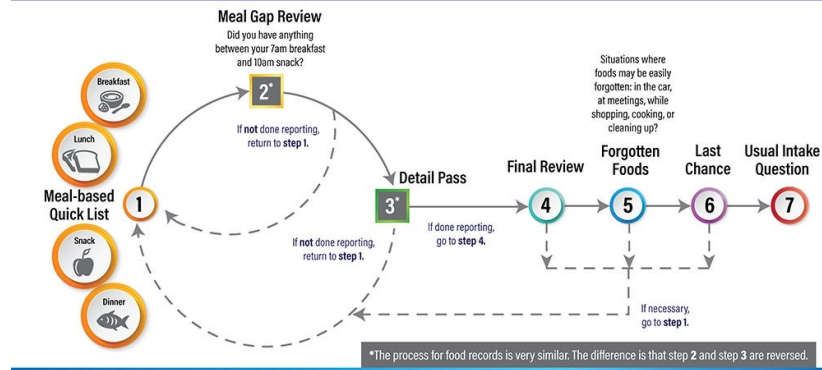 Meal Gap Review
Did you have anything
between your 7am breakfast
and 10am snack?
2*
If not done reporting,
return to step 1.
Breakfast
Lunch
Meal-based
Quick List
1
Snack
Dinner
Detail Pass
3*
If not done reporting,
return to step 1.
If done reporting,
go to step 4.
Final Review
4
Situations where
foods may be easily
forgotten: in the car,
at meetings, while
shopping, cooking, or
cleaning up?
Forgotten
Foods
5
Last
Chance
6
Usual Intake
Question
7
If necessary,
go to step 1.
*The process for food records is very similar. The difference is that step 2 and step 3 are reversed.